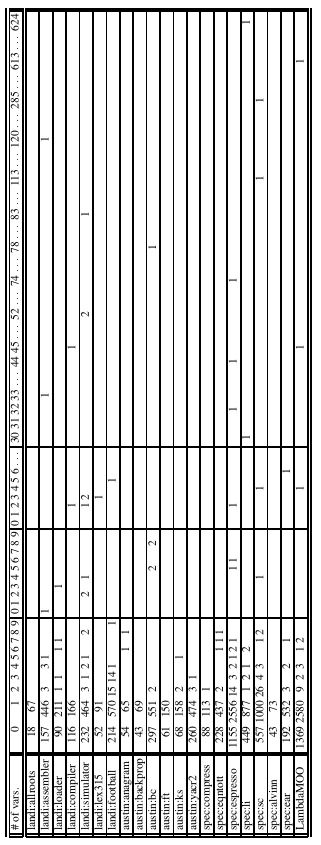 # of vars. 0 1 2 3 4 5 6 7 8 9 0 1 2 3 4 5 6 7 8 9 0 1 2 3 4 5 6 . . . 30 31 32 33 . . . 44 45 . . . 52 . . . 74 . . . 78 . . . 83 . . . 113 . . . 120 . . . 285 . . . 613 . . . 624
landi:allroots 18 67
landi:assembler 157 446 3 3 1 1 1 1
landi:loader 90 211 1 1 1 1 1
landi:compiler 116 166 1 1
landi:simulator 232 464 3 1 2 2 1 2 2 1 1 2 2 1
landi:lex315 52 91 1
landi:football 214 570 15 14 1 1 1
austin:anagram 54 65 1 1
austin:backprop 43 69
austin:bc 297 551 2 2 2 1
austin:ft 61 150
austin:ks 68 158 2 1
austin:yacr2 260 474 3 1
spec:compress 88 113 1
spec:eqntott 228 437 2 1 1 1
spec:espresso 1155 2556 14 3 2 1 2 1 1 1 1 1 1 1
spec:li 449 877 1 2 1 2 1 1
spec:sc 557 1000 26 4 3 1 2 1 1 1 1
spec:alvinn 43 73
spec:ear 192 532 3 2 1 1
LambdaMOO 1369 2580 9 2 3 1 2 1 1 1